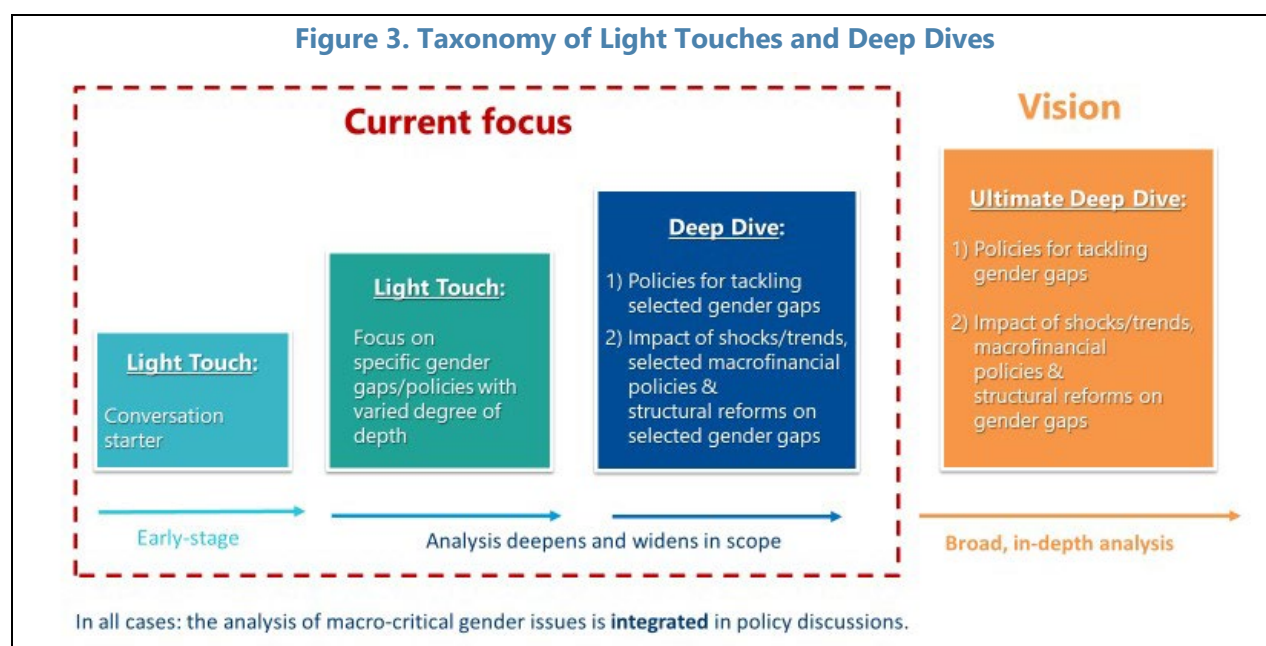 Figure 3. Taxonomy of Light Touches and Deep Dives
Current focus
Vision
Light Touch:
Conversation
starter
Light Touch:
Focus on
specific gender
gaps/policies with
varied degree of
depth
Deep Dive:
1) Policies for tackling
selected gender gaps
2) Impact of shocks/trends,
selected macrofinancial
policies &
structural reforms on
selected gender gaps
Ultimate Deep Dive:
1) Policies for tackling
gender gaps
2) Impact of shocks/trends,
macrofinancial
policies &
structural reforms on
gender gaps
Early-stage
Analysis deepens and widens in scope
Broad, in-depth analysis
In all cases: the analysis of macro-critical gender issues is integrated in policy discussions.